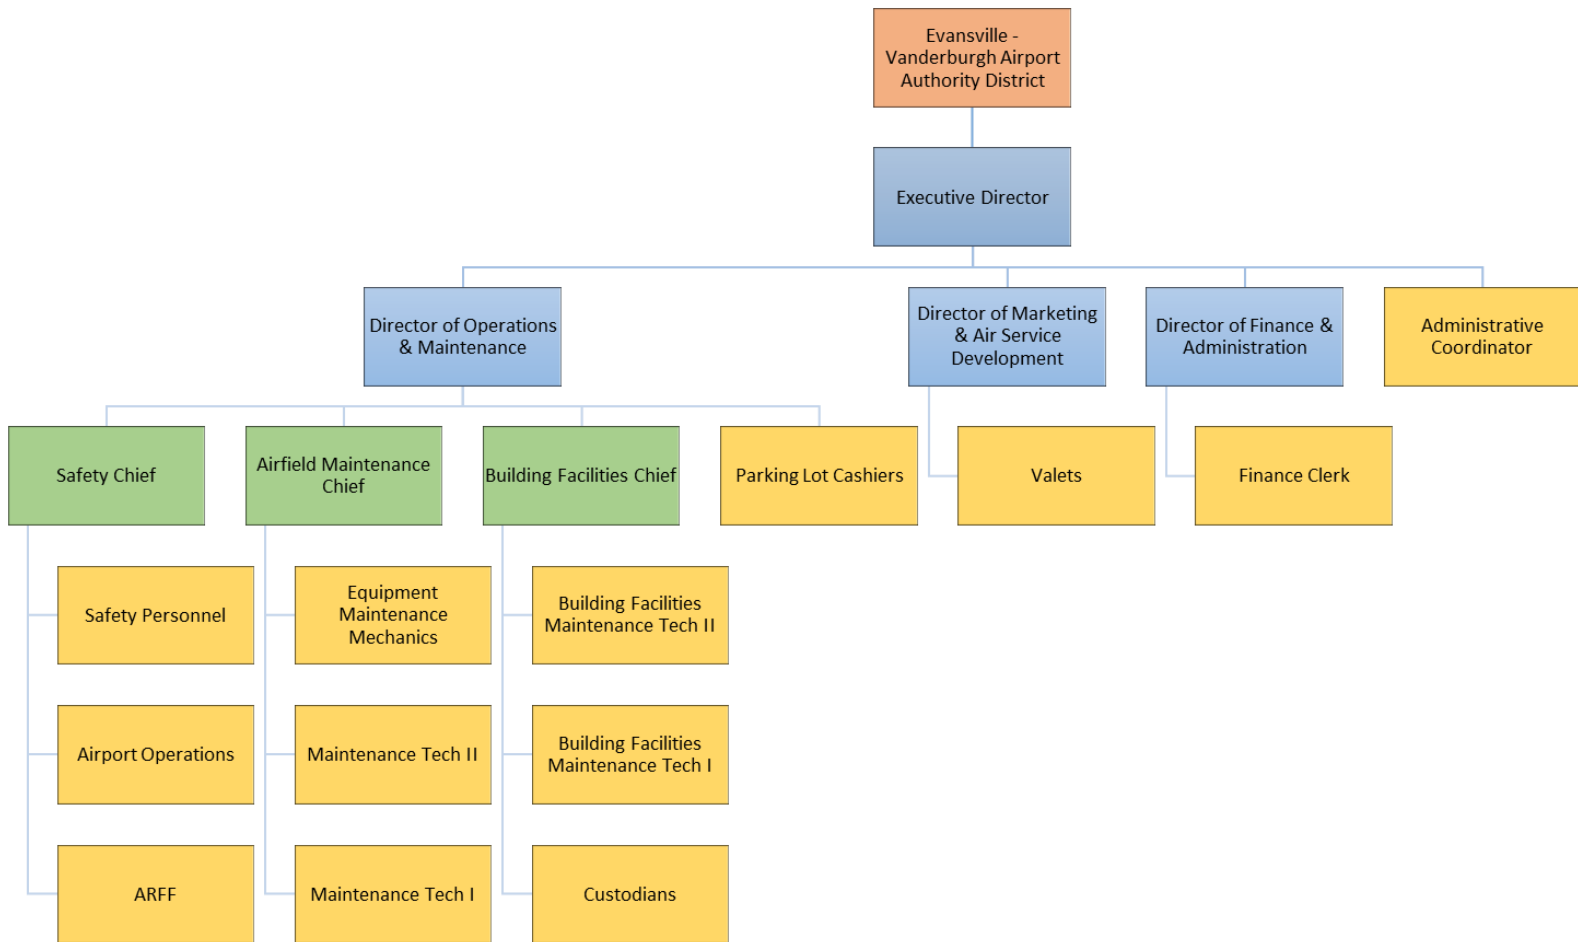 Evansville -
Vanderburgh Airport
Authority District
Executive Director
Director of Operations
& Maintenance
Director of Marketing
& Air Service
Development
Director of Finance &
Administration
Administrative
Coordinator
Safety Chief
Airfield Maintenance
Chief
Building Facilities Chief
Parking Lot Cashiers
Valets
Finance Clerk
Safety Personnel
Equipment
Maintenance
Mechanics
Building Facilities
Maintenance Tech II
Airport Operations
Maintenance Tech II
Building Facilities
Maintenance Tech I
ARFF
Maintenance Tech I
Custodians